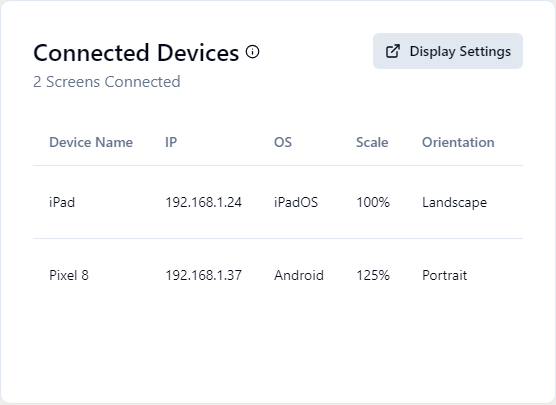 Connected Devices
Display Settings
2 Screens Connected
Device Name IP OS Scale Orientation
iPad 192.168.1.24 iPadOS 100% Landscape
Pixel 8 192.168.1.37 Android 125% Portrait